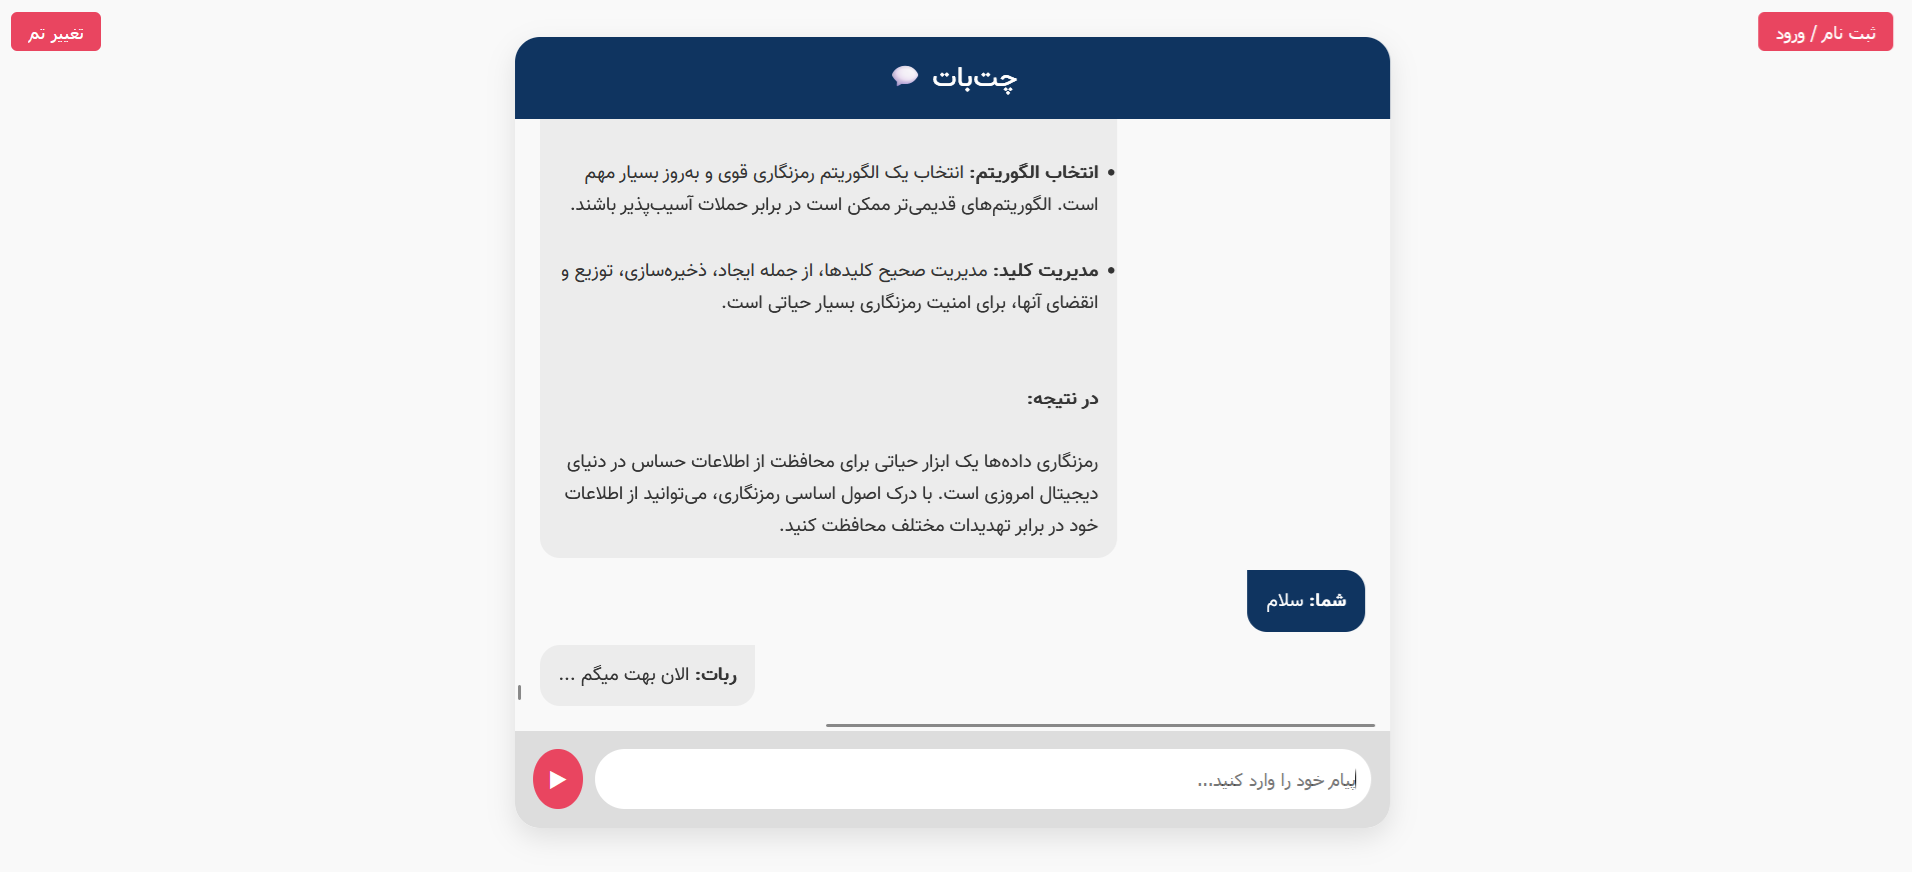 ثبت نام / ورود
تغییر تم
چت‌بات 💬
• انتخاب الگوریتم: انتخاب یک الگوریتم رمزنگاری قوی و به‌روز بسیار مهم
است. الگوریتم‌های قدیمی‌تر ممکن است در برابر حملات آسیب‌پذیر باشند.
• مدیریت کلید: مدیریت صحیح کلیدها، از جمله ایجاد، ذخیره‌سازی، توزیع و
انقضای آنها، برای امنیت رمزنگاری بسیار حیاتی است.
در نتیجه:
رمزنگاری داده‌ها یک ابزار حیاتی برای محافظت از اطلاعات حساس در دنیای
دیجیتال امروزی است. با درک اصول اساسی رمزنگاری، می‌توانید از اطلاعات
خود در برابر تهدیدات مختلف محافظت کنید.
شما: سلام
ربات: الان بهت میگم ...
پیام خود را وارد کنید...